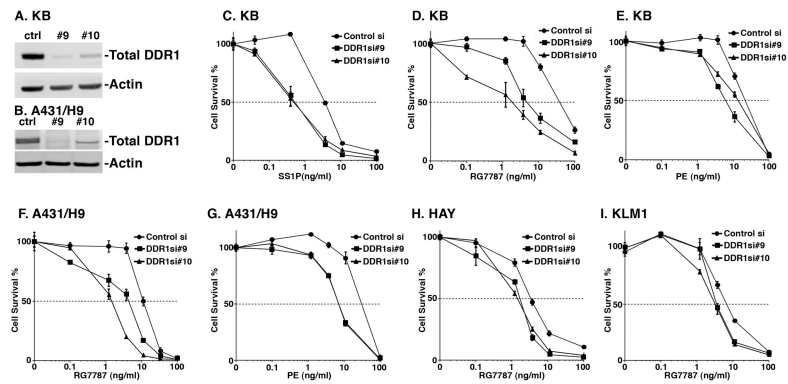 A. KB
ctrl #9 #10
-Total DDR1
-Actin
B. A431/H9
ctrl #9 #10
-Total DDR1
-Actin
C. KB
Control si
DDR1si#9
DDR1si#10
Cell Survival %
100
50
0
0 0.1 1 10 100
SS1P(ng/ml)
D. KB
Control si
DDR1si#9
DDR1si#10
Cell Survival %
100
50
0
0 0.1 1 10 100
RG7787 (ng/ml)
E. KB
Control si
DDR1si#9
DDR1si#10
Cell Survival %
100
50
0
0 0.1 1 10 100
PE (ng/ml)
F. A431/H9
Control si
DDR1si#9
DDR1si#10
Cell Survival %
100
50
0
0 0.1 1 10 100
RG7787 (ng/ml)
G. A431/H9
Control si
DDR1si#9
DDR1si#10
Cell Survival %
100
50
0
0 0.1 1 10 100
PE (ng/ml)
H. HAY
Control si
DDR1si#9
DDR1si#10
Cell Survival %
100
50
0
0 0.1 1 10 100
RG7787 (ng/ml)
I. KLM1
Control si
DDR1si#9
DDR1si#10
Cell Survival %
100
50
0
0 0.1 1 10 100
RG7787 (ng/ml)